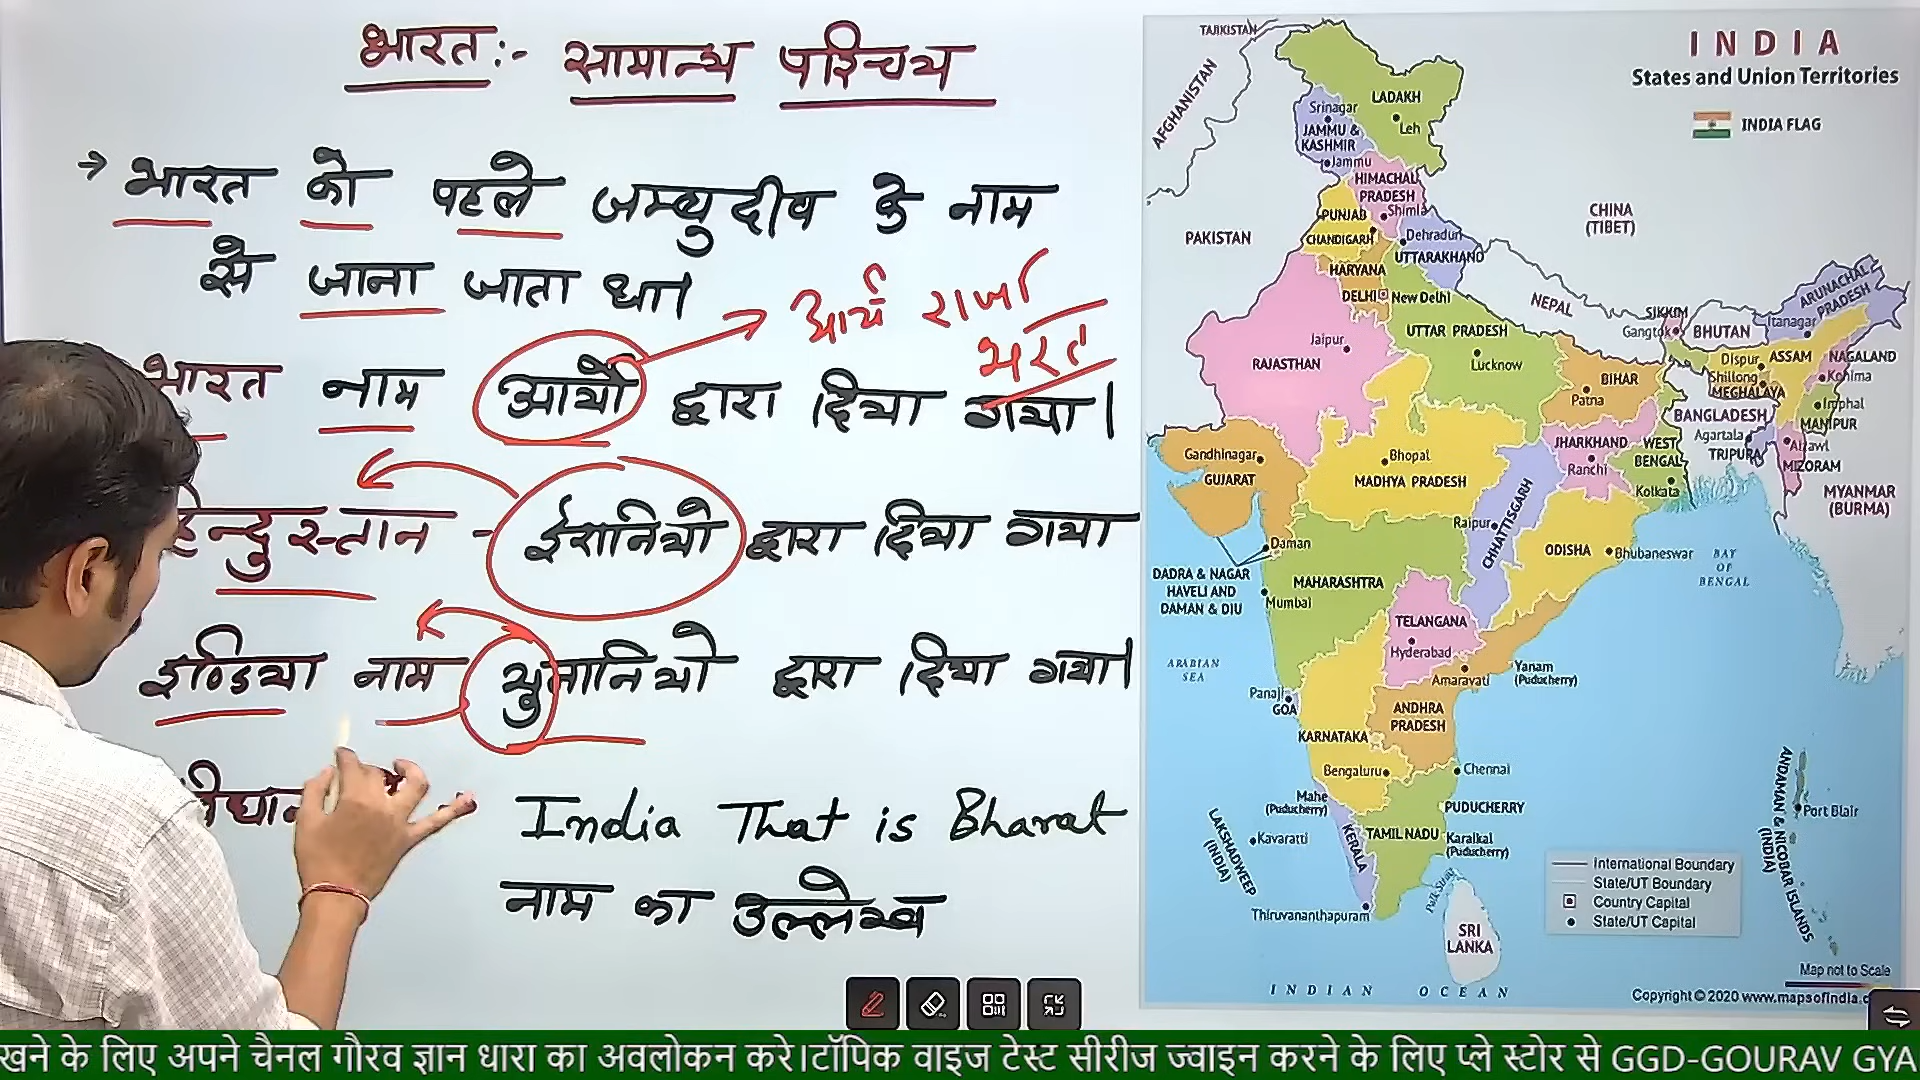 भारत :- सामान्य परिचय
→ भारत को पहले जम्बुद्वीप के नाम
से जाना जाता था।
आर्य राजा
भरत
भारत नाम आर्यो द्वारा दिया गया।
हिन्दुस्तान - ईरानियो द्वारा दिया गया
इण्डिया नाम युनानियो द्वारा दिया गया।
India That is Bharat
नाम का उल्लेख
INDIA
States and Union Territories
INDIA FLAG
TAJIKISTAN
AFGHANISTAN
PAKISTAN
CHINA
(TIBET)
NEPAL
BHUTAN
BANGLADESH
MYANMAR
(BURMA)
SRI
LANKA
LADAKH
Leh
Srinagar
JAMMU &
KASHMIR
Jammu
HIMACHAL
PRADESH
Shimla
PUNJAB
CHANDIGARH
Dehradun
UTTARAKHAND
HARYANA
DELHI
New Delhi
UTTAR PRADESH
Lucknow
Jaipur
RAJASTHAN
BIHAR
Patna
SIKKIM
Gangtok
ARUNACHAL
PRADESH
Itanagar
Dispur
ASSAM
NAGALAND
Kohima
Shillong
MEGHALAYA
Imphal
MANIPUR
Agartala
TRIPURA
Aizawl
MIZORAM
JHARKHAND
Ranchi
WEST
BENGAL
Kolkata
Gandhinagar
GUJARAT
Bhopal
MADHYA PRADESH
Raipur
CHHATTISGARH
ODISHA
Bhubaneswar
Daman
DADRA & NAGAR
HAVELI AND
DAMAN & DIU
MAHARASHTRA
Mumbai
TELANGANA
Hyderabad
Amaravati
Yanam
(Puducherry)
ANDHRA
PRADESH
Panaji
GOA
KARNATAKA
Bengaluru
Chennai
Mahe
(Puducherry)
PUDUCHERRY
KERALA
TAMIL NADU
Karaikal
(Puducherry)
Kavaratti
LAKSHADWEEP
(INDIA)
Thiruvananthapuram
Palk Strait
Port Blair
ANDAMAN & NICOBAR ISLANDS
(INDIA)
ARABIAN
SEA
BAY
OF
BENGAL
INDIAN OCEAN
International Boundary
State/UT Boundary
Country Capital
State/UT Capital
Map not to Scale
Copyright © 2020 www.mapsofindia.c
खने के लिए अपने चैनल गौरव ज्ञान धारा का अवलोकन करे।टॉपिक वाइज टेस्ट सीरीज ज्वाइन करने के लिए प्ले स्टोर से GGD-GOURAV GYA